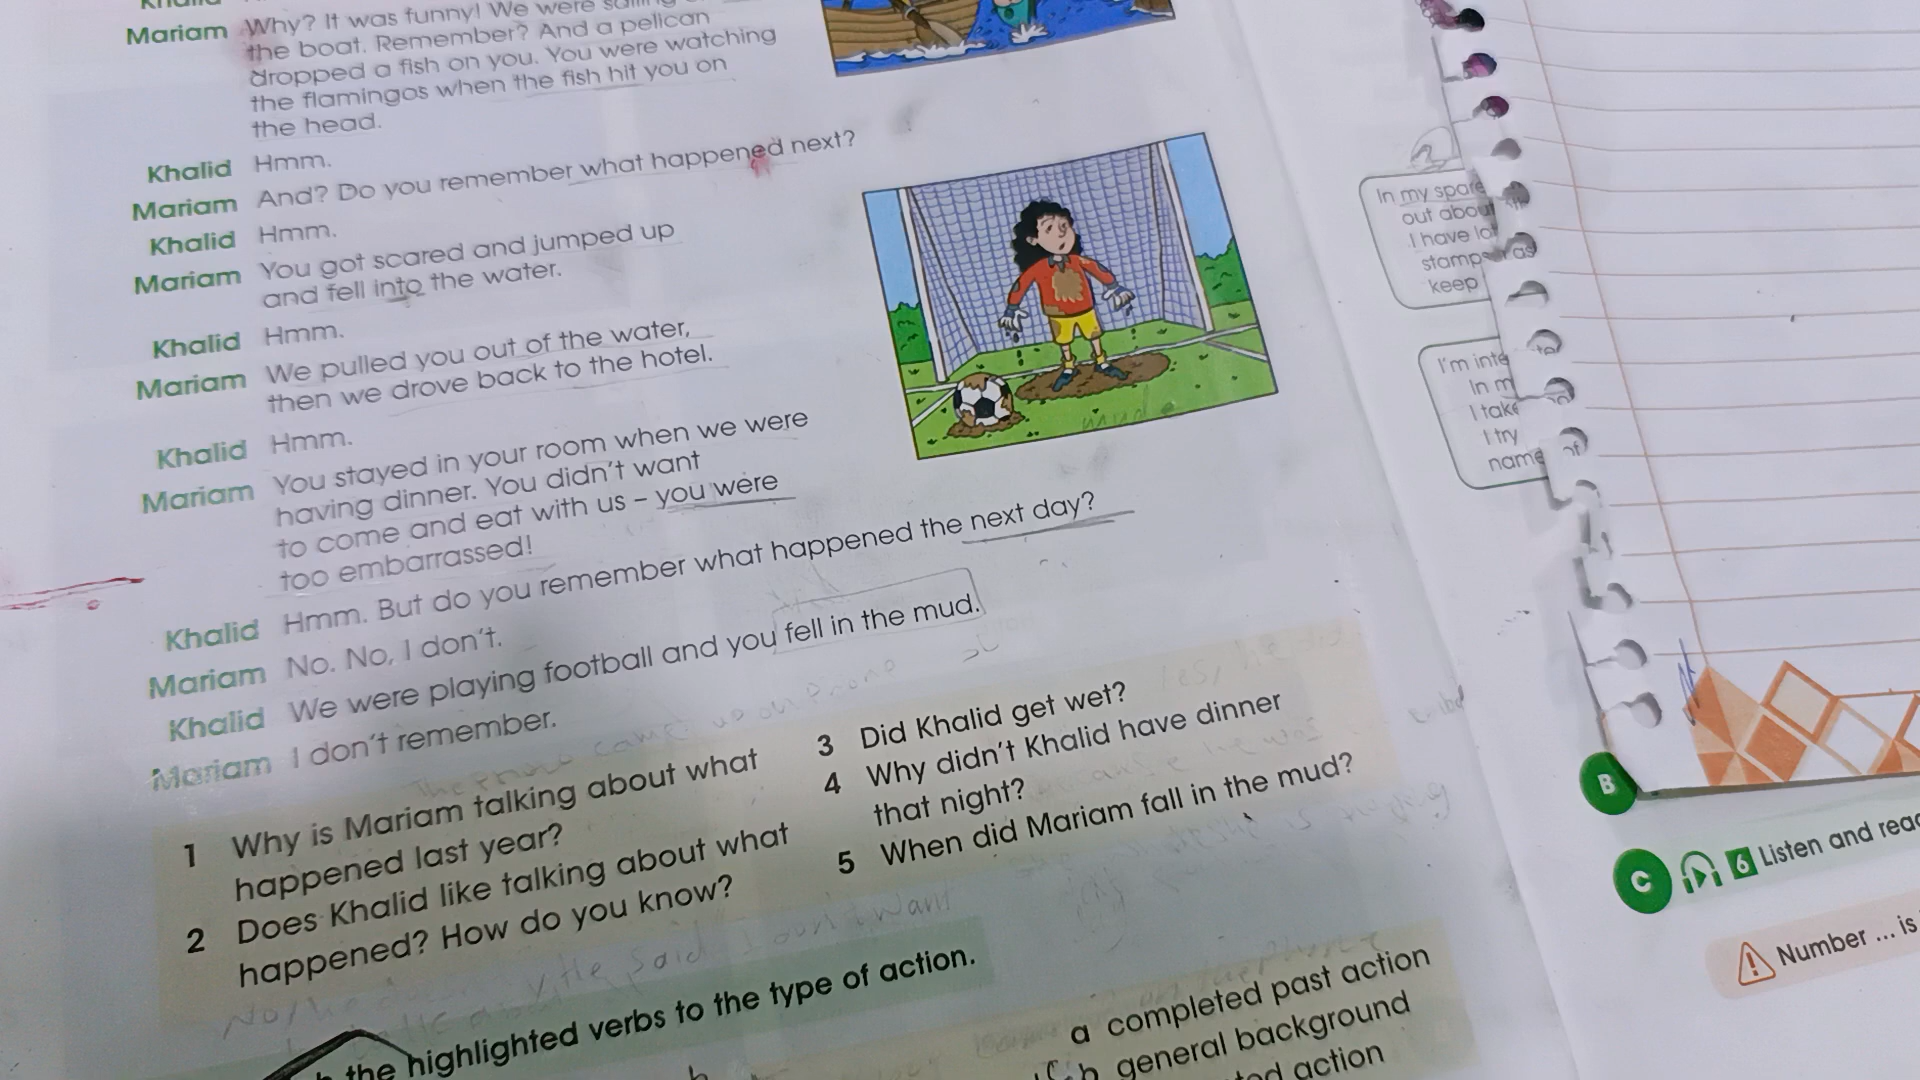 Mariam Why? It was funny! We were
the boat. Remember? And a pelican
dropped a fish on you. You were watching
the flamingos when the fish hit you on
the head.
Khalid Hmm.
Mariam And? Do you remember what happened next?
Khalid Hmm.
Mariam You got scared and jumped up
and fell into the water.
Khalid Hmm.
Mariam We pulled you out of the water,
then we drove back to the hotel.
Khalid Hmm.
Mariam You stayed in your room when we were
having dinner. You didn't want
to come and eat with us – you were
too embarrassed!
Khalid Hmm. But do you remember what happened the next day?
Mariam No. No, I don't.
Khalid We were playing football and you fell in the mud.
Mariam I don't remember.
1 Why is Mariam talking about what
happened last year?
2 Does Khalid like talking about what
happened? How do you know?
3 Did Khalid get wet?
4 Why didn't Khalid have dinner
that night?
5 When did Mariam fall in the mud?
the highlighted verbs to the type of action.
a completed past action
b general background
action
In my spare
out about
I have lo
stamps
keep
I'm inte
In m
I take
I try
name
B
C 6 Listen and read
Number ... is